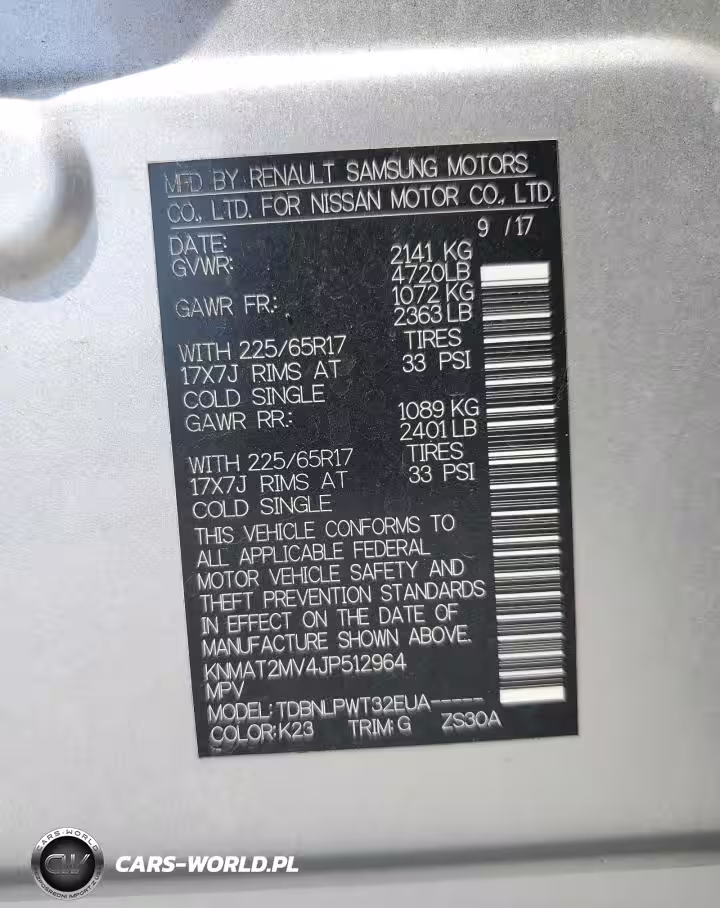 MFD BY RENAULT SAMSUNG MOTORS
CO., LTD. FOR NISSAN MOTOR CO., LTD.
DATE: 9 /17
GVWR: 2141 KG
4720LB
GAWR FR.: 1072 KG
2363 LB
WITH 225/65R17 TIRES
17X7J RIMS AT 33 PSI
COLD SINGLE
GAWR RR.: 1089 KG
2401LB
WITH 225/65R17 TIRES
17X7J RIMS AT 33 PSI
COLD SINGLE
THIS VEHICLE CONFORMS TO
ALL APPLICABLE FEDERAL
MOTOR VEHICLE SAFETY AND
THEFT PREVENTION STANDARDS
IN EFFECT ON THE DATE OF
MANUFACTURE SHOWN ABOVE.
KNMAT2MV4JP512964
MPV
MODEL:TDBNLPWT32EUA-----
COLOR:K23 TRIM:G ZS30A
CARS-WORLD
CW
CARS-WORLD.PL